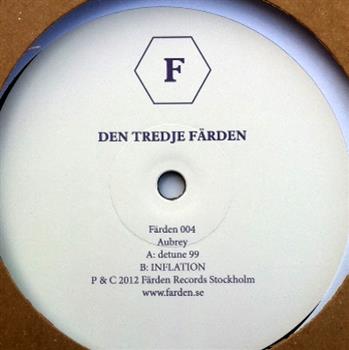 F
DEN TREDJE FÄRDEN
Färden 004
Aubrey
A: detune 99
B: INFLATION
P & C 2012 Färden Records Stockholm
www.farden.se